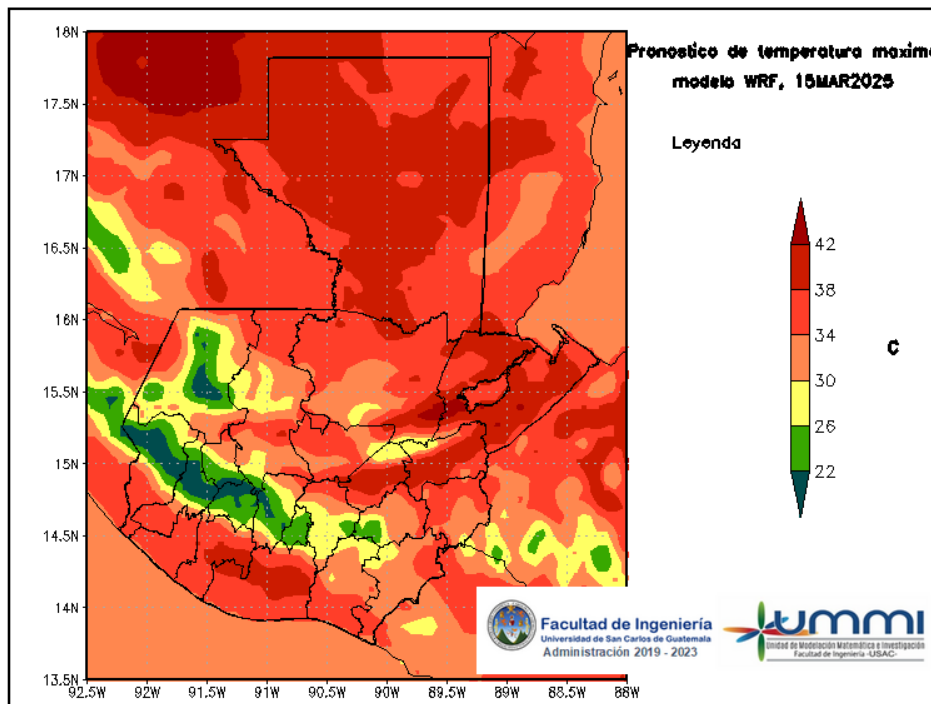 Pronostico de temperatura maxima
modelo WRF, 15MAR2025
Leyenda
42
38
34
30
26
22
C
18N
17.5N
17N
16.5N
16N
15.5N
15N
14.5N
14N
13.5N
92.5W
92W
91.5W
91W
90.5W
90W
89.5W
89W
88.5W
88W
Facultad de Ingeniería
Universidad de San Carlos de Guatemala
Administración 2019 - 2023
UMMI
Unidad de Modelación Matemática e Investigación
Facultad de Ingeniería -USAC-